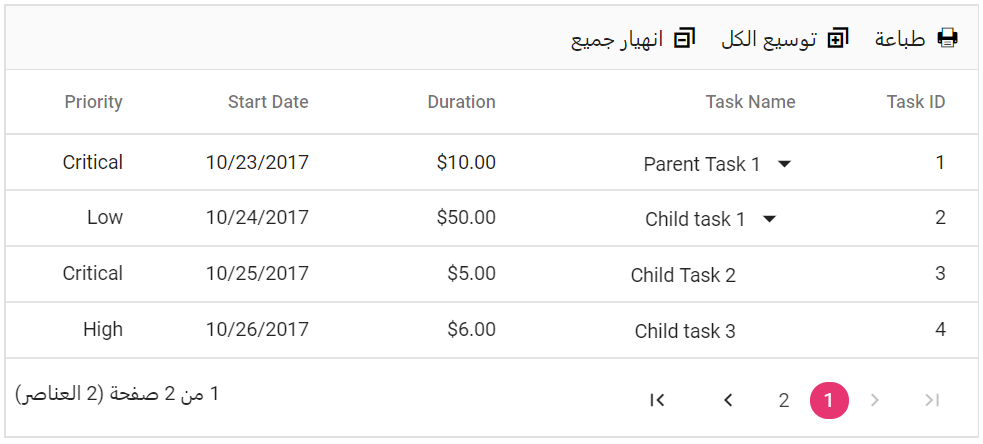 طباعة توسيع الكل انهيار جميع
Task ID Task Name Duration Start Date Priority
1 Parent Task 1 $10.00 10/23/2017 Critical
2 Child task 1 $50.00 10/24/2017 Low
3 Child Task 2 $5.00 10/25/2017 Critical
4 Child task 3 $6.00 10/26/2017 High
1 2
1 من 2 صفحة (2 العناصر)